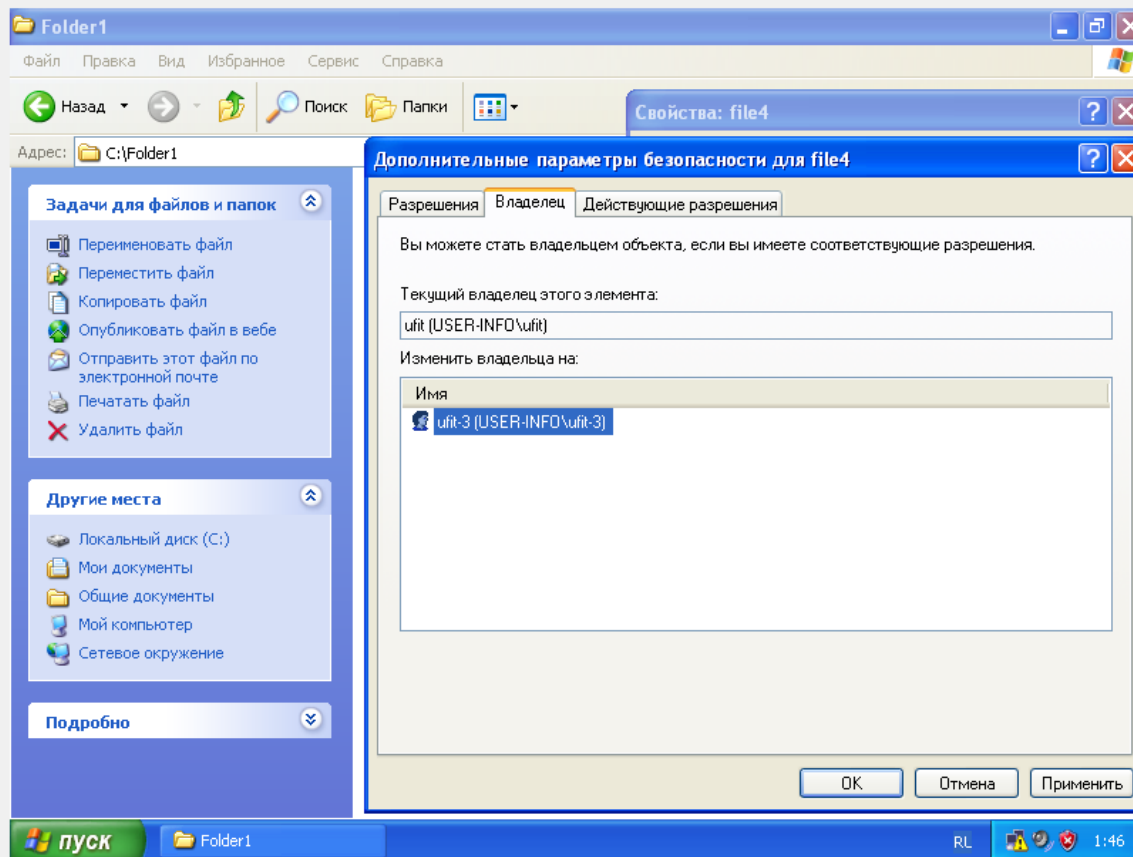 Folder1
Файл Правка Вид Избранное Сервис Справка
Назад Поиск Папки
Свойства: file4
Адрес: C:\Folder1
Дополнительные параметры безопасности для file4
Разрешения Владелец Действующие разрешения
Вы можете стать владельцем объекта, если вы имеете соответствующие разрешения.
Текущий владелец этого элемента:
ufit (USER-INFO\ufit)
Изменить владельца на:
Имя
ufit-3 (USER-INFO\ufit-3)
OK Отмена Применить
Задачи для файлов и папок
Переименовать файл
Переместить файл
Копировать файл
Опубликовать файл в вебе
Отправить этот файл по
электронной почте
Печатать файл
Удалить файл
Другие места
Локальный диск (C:)
Мои документы
Общие документы
Мой компьютер
Сетевое окружение
Подробно
пуск Folder1 RL 1:46